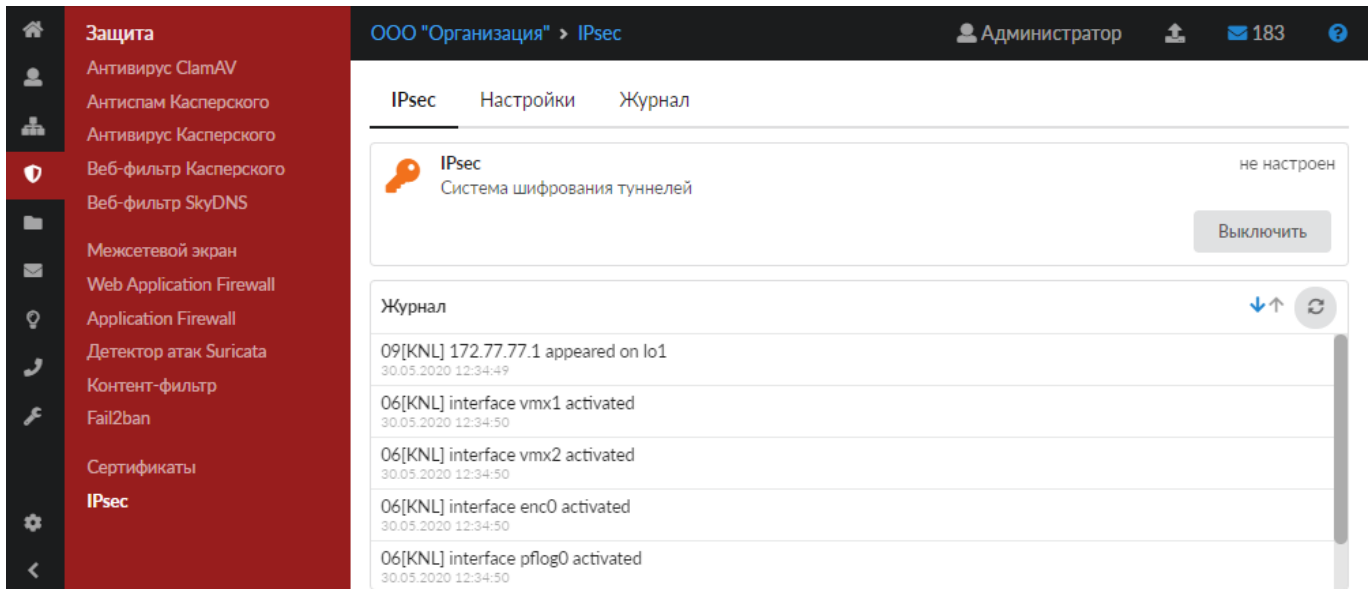 Защита
Антивирус ClamAV
Антиспам Касперского
Антивирус Касперского
Веб-фильтр Касперского
Веб-фильтр SkyDNS
Межсетевой экран
Web Application Firewall
Application Firewall
Детектор атак Suricata
Контент-фильтр
Fail2ban
Сертификаты
IPsec
ООО "Организация" > IPsec
Администратор
183
IPsec Настройки Журнал
IPsec
не настроен
Система шифрования туннелей
Выключить
Журнал
09[KNL] 172.77.77.1 appeared on lo1
30.05.2020 12:34:49
06[KNL] interface vmx1 activated
30.05.2020 12:34:50
06[KNL] interface vmx2 activated
30.05.2020 12:34:50
06[KNL] interface enc0 activated
30.05.2020 12:34:50
06[KNL] interface pflog0 activated
30.05.2020 12:34:50